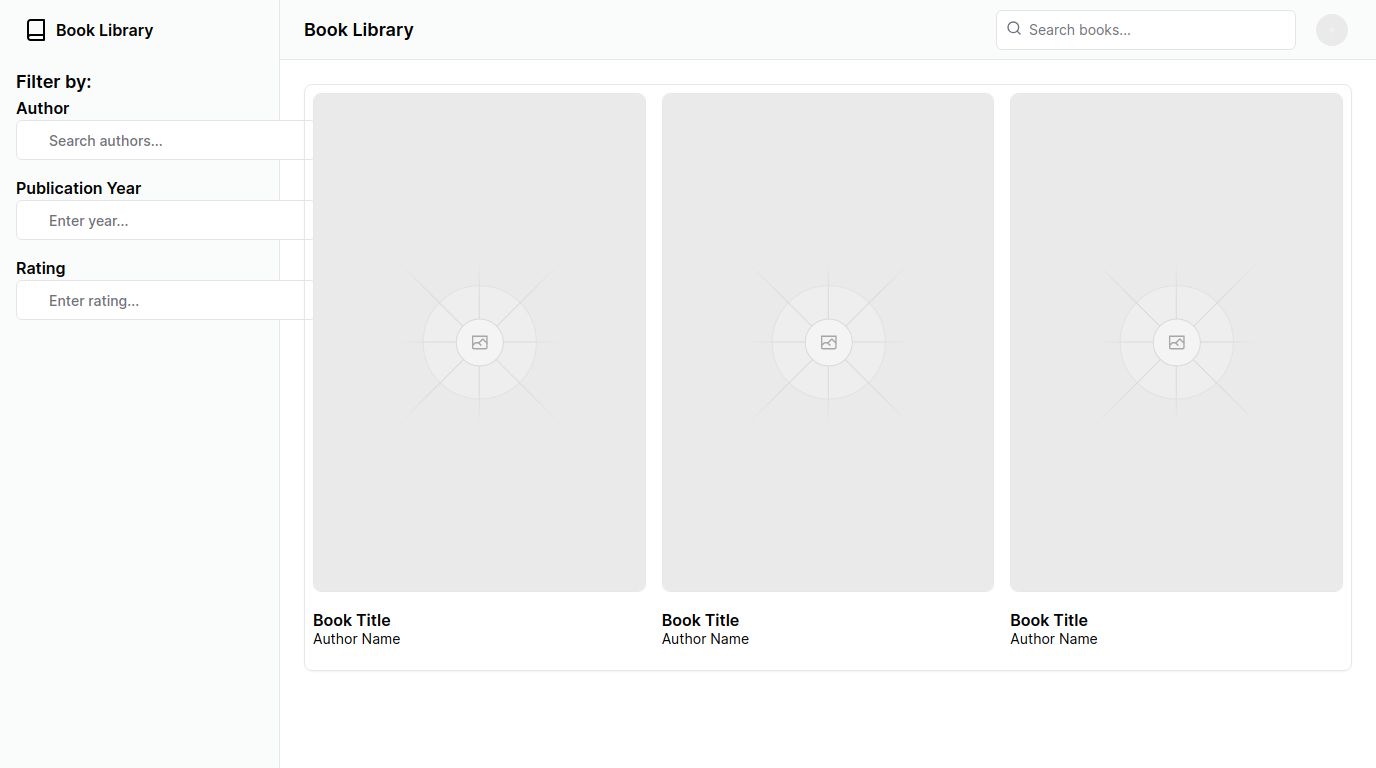 Book Library
Filter by:
Author
Search authors...
Publication Year
Enter year...
Rating
Enter rating...
Book Library
Search books...
Book Title
Author Name
Book Title
Author Name
Book Title
Author Name